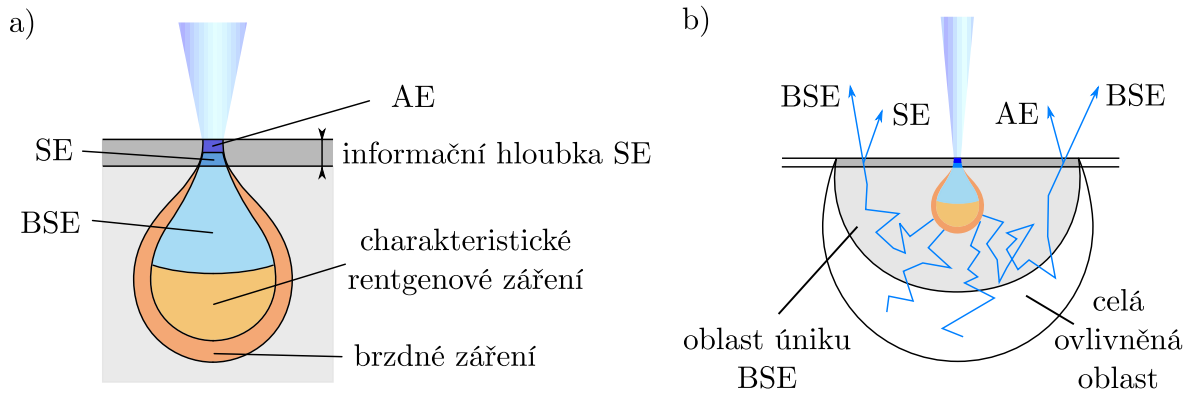 a)
AE
SE
informační hloubka SE
BSE
charakteristické
rentgenové záření
brzdné záření
b)
BSE
SE
AE
BSE
oblast úniku
BSE
celá
ovlivněná
oblast